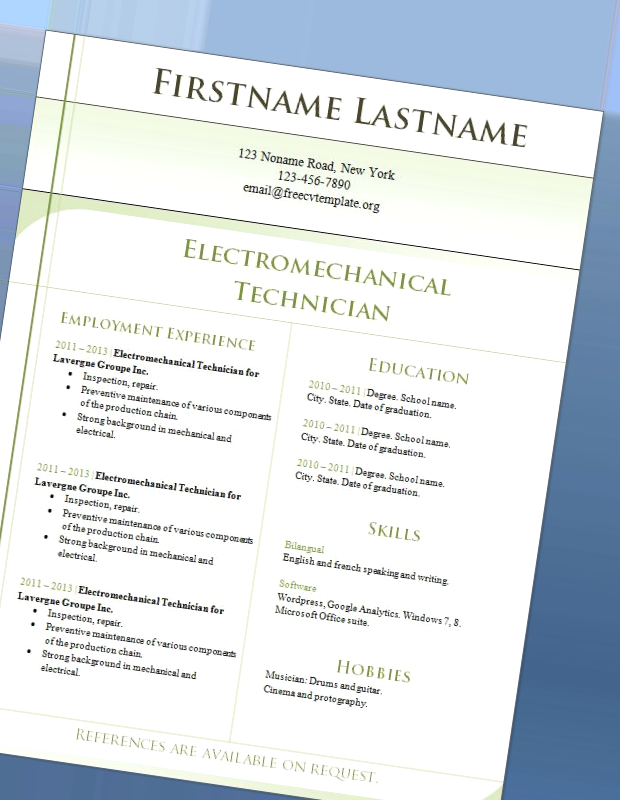 FIRSTNAME LASTNAME
123 Noname Road, New York
123-456-7890
email@freecvtemplate.org
ELECTROMECHANICAL
TECHNICIAN
EMPLOYMENT EXPERIENCE
2011 – 2013 | Electromechanical Technician for
Lavergne Groupe Inc.
• Inspection, repair.
• Preventive maintenance of various components
of the production chain.
• Strong background in mechanical and
electrical.
2011 – 2013 | Electromechanical Technician for
Lavergne Groupe Inc.
• Inspection, repair.
• Preventive maintenance of various components
of the production chain.
• Strong background in mechanical and
electrical.
2011 – 2013 | Electromechanical Technician for
Lavergne Groupe Inc.
• Inspection, repair.
• Preventive maintenance of various components
of the production chain.
• Strong background in mechanical and
electrical.
EDUCATION
2010 – 2011 | Degree. School name.
City. State. Date of graduation.
2010 – 2011 | Degree. School name.
City. State. Date of graduation.
2010 – 2011 | Degree. School name.
City. State. Date of graduation.
SKILLS
Bilangual
English and french speaking and writing.
Software
Wordpress, Google Analytics. Windows 7, 8.
Microsoft Office suite.
HOBBIES
Musician: Drums and guitar.
Cinema and photography.
REFERENCES ARE AVAILABLE ON REQUEST.